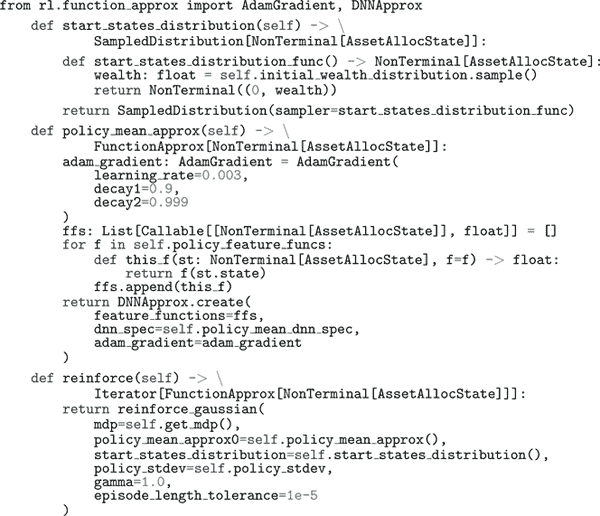 from rl.function_approx import AdamGradient, DNNApprox
    def start_states_distribution(self) -> \
            SampledDistribution[NonTerminal[AssetAllocState]]:
        def start_states_distribution_func() -> NonTerminal[AssetAllocState]:
            wealth: float = self.initial_wealth_distribution.sample()
            return NonTerminal((0, wealth))
        return SampledDistribution(sampler=start_states_distribution_func)
    def policy_mean_approx(self) -> \
            FunctionApprox[NonTerminal[AssetAllocState]]:
        adam_gradient: AdamGradient = AdamGradient(
            learning_rate=0.003,
            decay1=0.9,
            decay2=0.999
        )
        ffs: List[Callable[[NonTerminal[AssetAllocState]], float]] = []
        for f in self.policy_feature_funcs:
            def this_f(st: NonTerminal[AssetAllocState], f=f) -> float:
                return f(st.state)
            ffs.append(this_f)
        return DNNApprox.create(
            feature_functions=ffs,
            dnn_spec=self.policy_mean_dnn_spec,
            adam_gradient=adam_gradient
        )
    def reinforce(self) -> \
            Iterator[FunctionApprox[NonTerminal[AssetAllocState]]]:
        return reinforce_gaussian(
            mdp=self.get_mdp(),
            policy_mean_approx0=self.policy_mean_approx(),
            start_states_distribution=self.start_states_distribution(),
            policy_stdev=self.policy_stdev,
            gamma=1.0,
            episode_length_tolerance=1e-5
        )